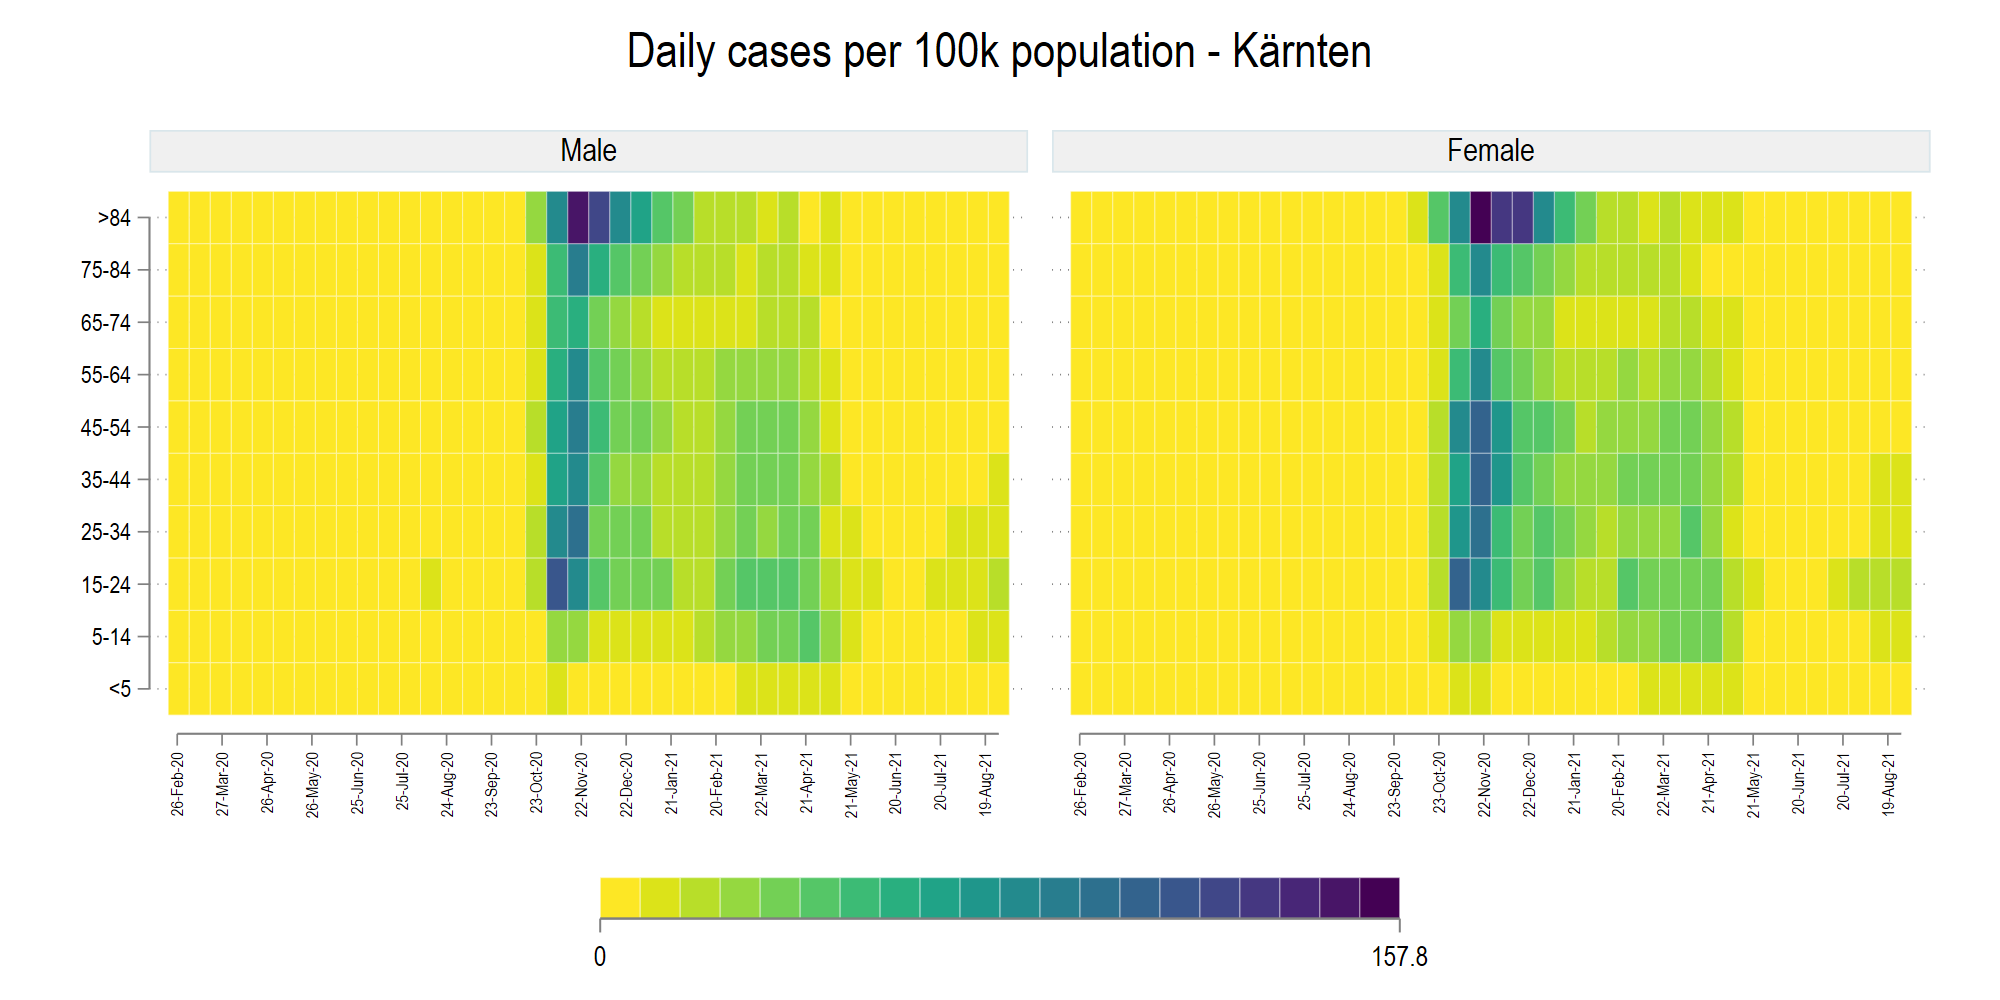 Daily cases per 100k population - Kärnten
Male
Female
>84
75-84
65-74
55-64
45-54
35-44
25-34
15-24
5-14
<5
26-Feb-20
27-Mar-20
26-Apr-20
26-May-20
25-Jun-20
25-Jul-20
24-Aug-20
23-Sep-20
23-Oct-20
22-Nov-20
22-Dec-20
21-Jan-21
20-Feb-21
22-Mar-21
21-Apr-21
21-May-21
20-Jun-21
20-Jul-21
19-Aug-21
26-Feb-20
27-Mar-20
26-Apr-20
26-May-20
25-Jun-20
25-Jul-20
24-Aug-20
23-Sep-20
23-Oct-20
22-Nov-20
22-Dec-20
21-Jan-21
20-Feb-21
22-Mar-21
21-Apr-21
21-May-21
20-Jun-21
20-Jul-21
19-Aug-21
0
157.8